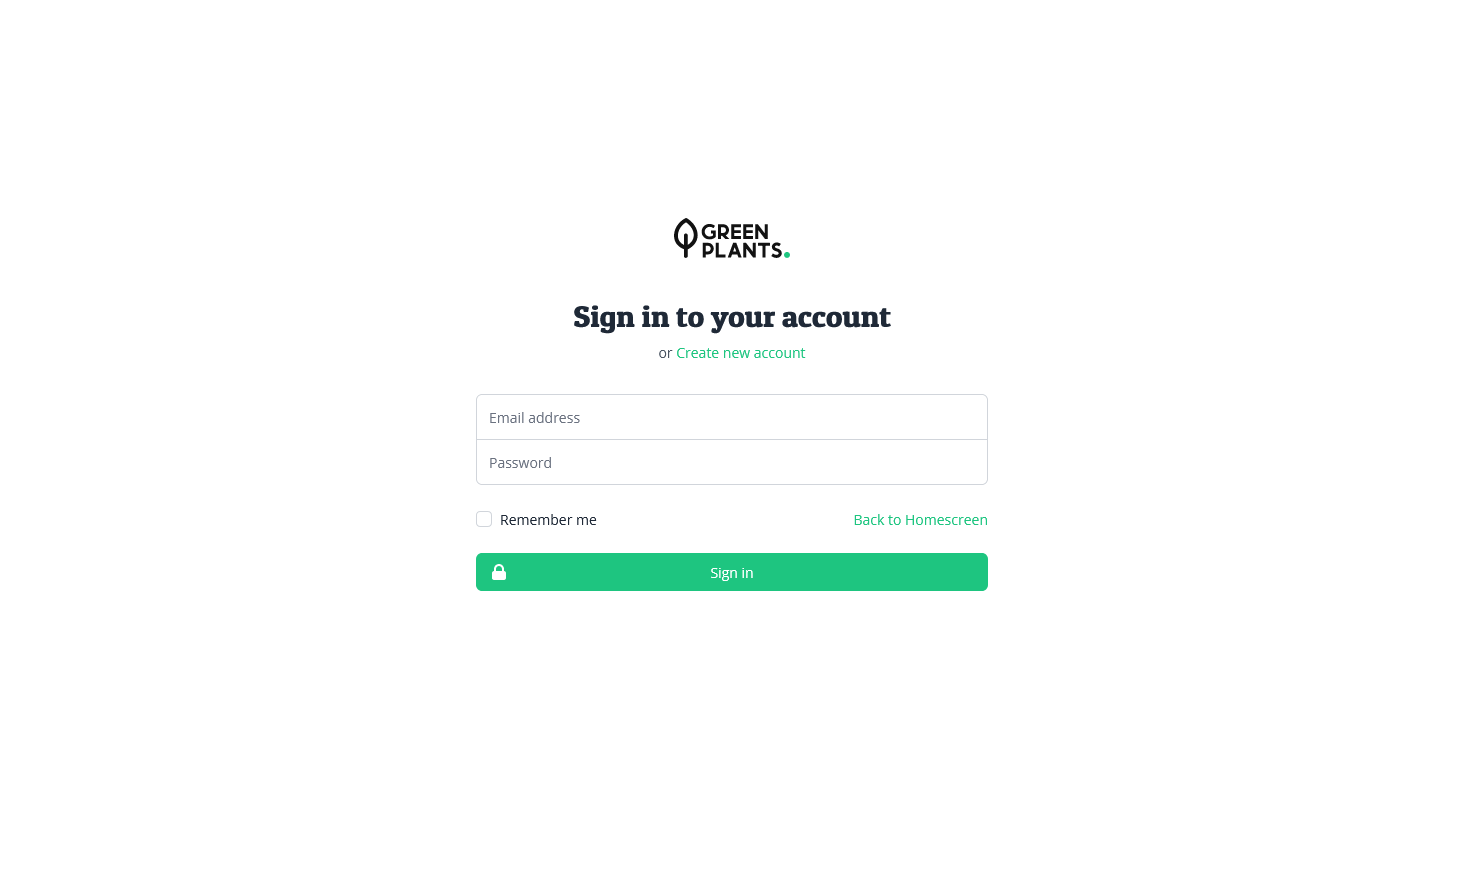 GREEN
PLANTS.
Sign in to your account
or Create new account
Email address
Password
Remember me
Back to Homescreen
Sign in